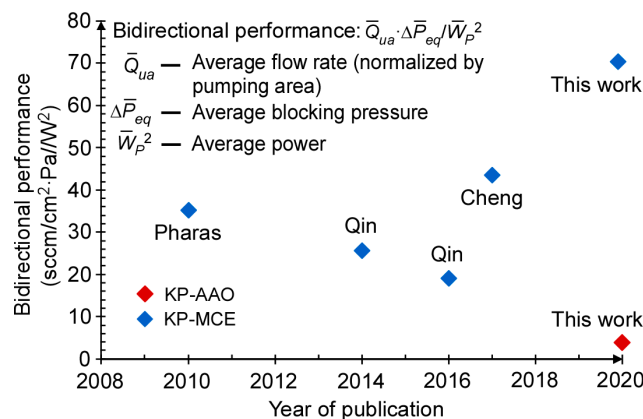 Bidirectional performance: Q̄ua·ΔP̄eq/W̄P²
Q̄ua — Average flow rate (normalized by
pumping area)
ΔP̄eq — Average blocking pressure
W̄P² — Average power
Bidirectional performance
(sccm/cm²·Pa//W²)
80
70
60
50
40
30
20
10
0
This work
Cheng
Pharas
Qin
Qin
This work
KP-AAO
KP-MCE
2008 2010 2012 2014 2016 2018 2020
Year of publication